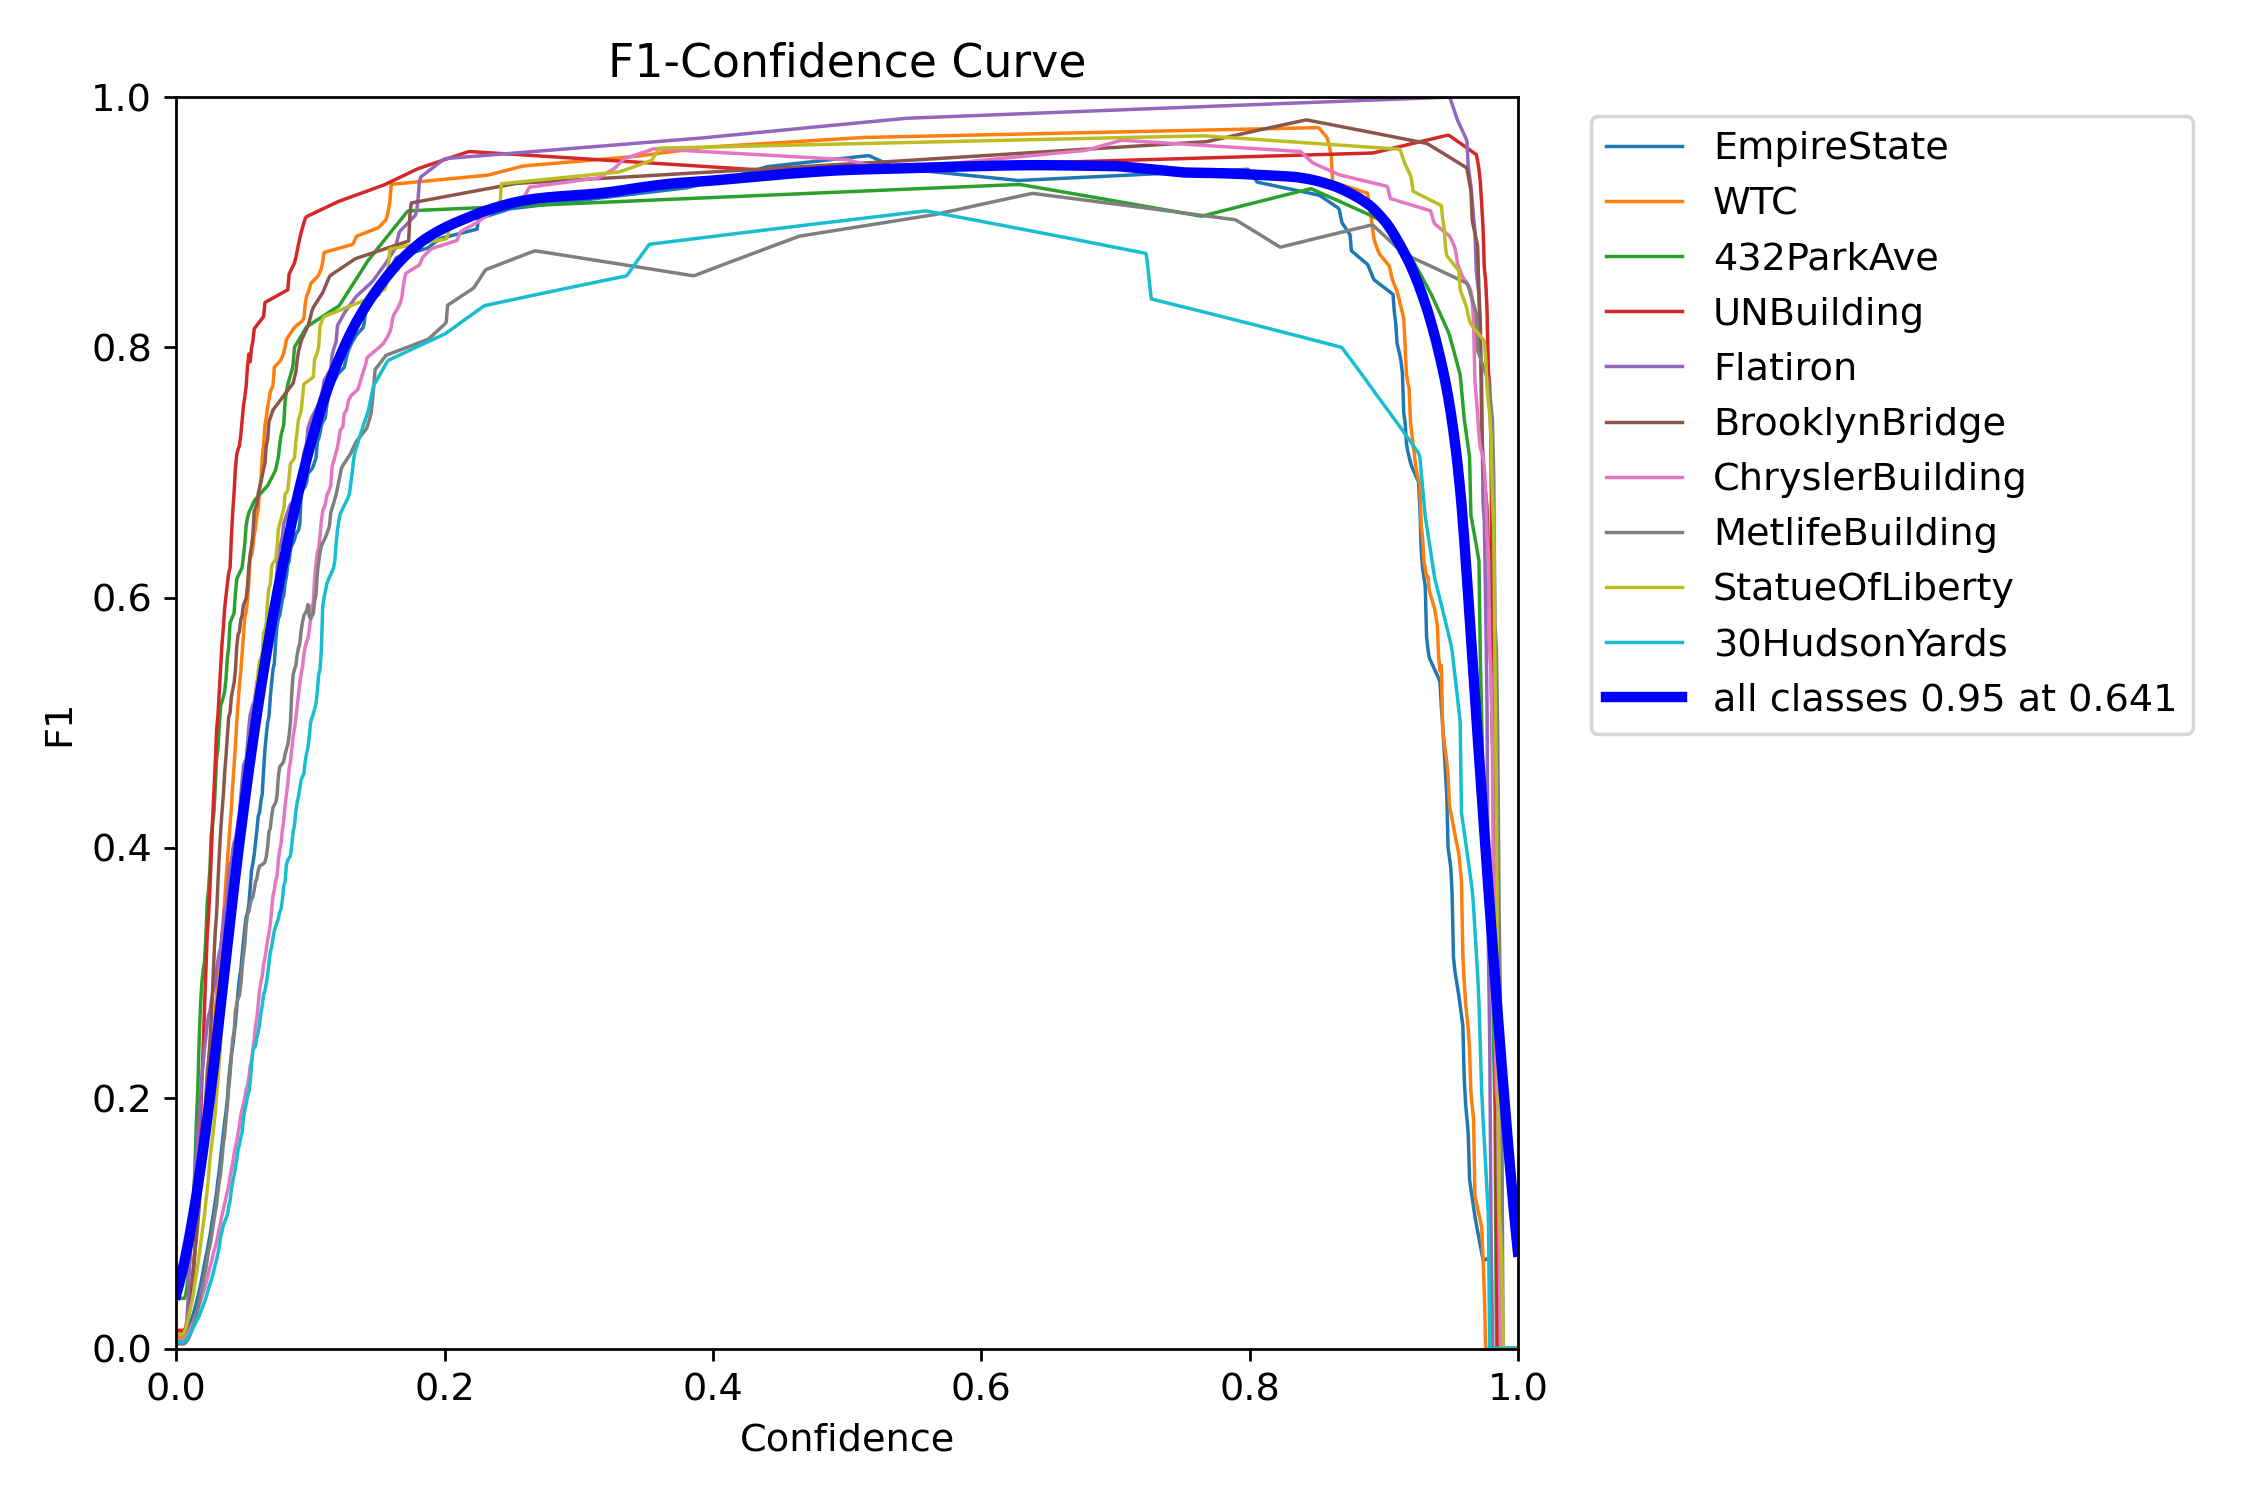 F1-Confidence Curve
1.0
0.8
0.6
0.4
0.2
0.0
F1
0.0 0.2 0.4 0.6 0.8 1.0
Confidence
EmpireState
WTC
432ParkAve
UNBuilding
Flatiron
BrooklynBridge
ChryslerBuilding
MetlifeBuilding
StatueOfLiberty
30HudsonYards
all classes 0.95 at 0.641